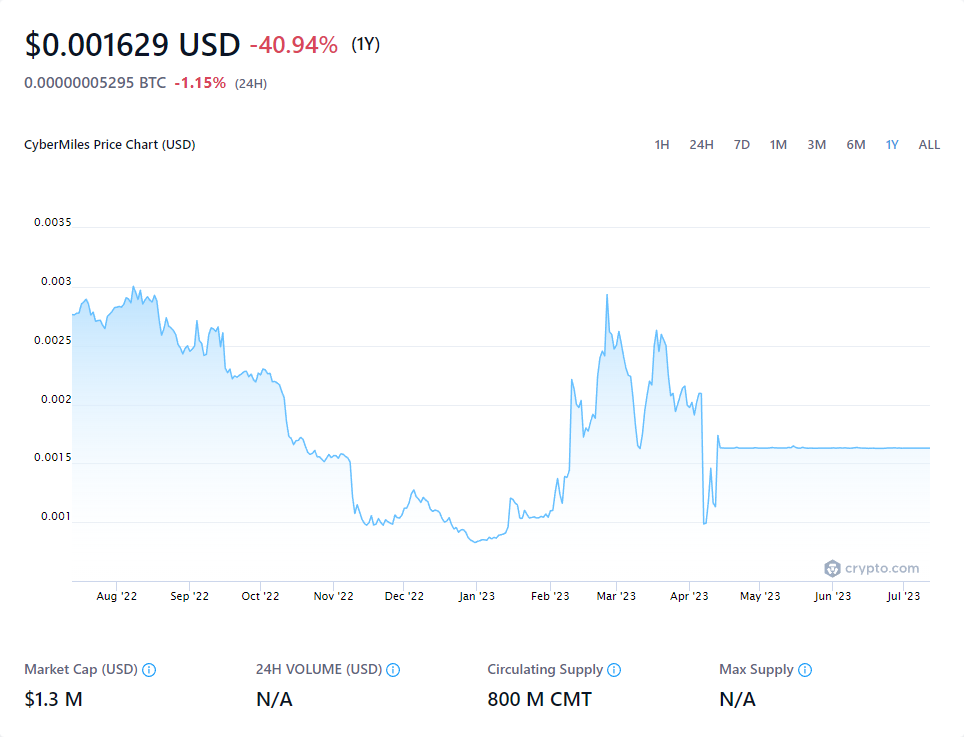 $0.001629 USD -40.94% (1Y)
0.00000005295 BTC -1.15% (24H)
CyberMiles Price Chart (USD) 1H 24H 7D 1M 3M 6M 1Y ALL
0.0035
0.003
0.0025
0.002
0.0015
0.001
crypto.com
Aug '22 Sep '22 Oct '22 Nov '22 Dec '22 Jan '23 Feb '23 Mar '23 Apr '23 May '23 Jun '23 Jul '23
Market Cap (USD) 24H VOLUME (USD) Circulating Supply Max Supply
$1.3 M N/A 800 M CMT N/A